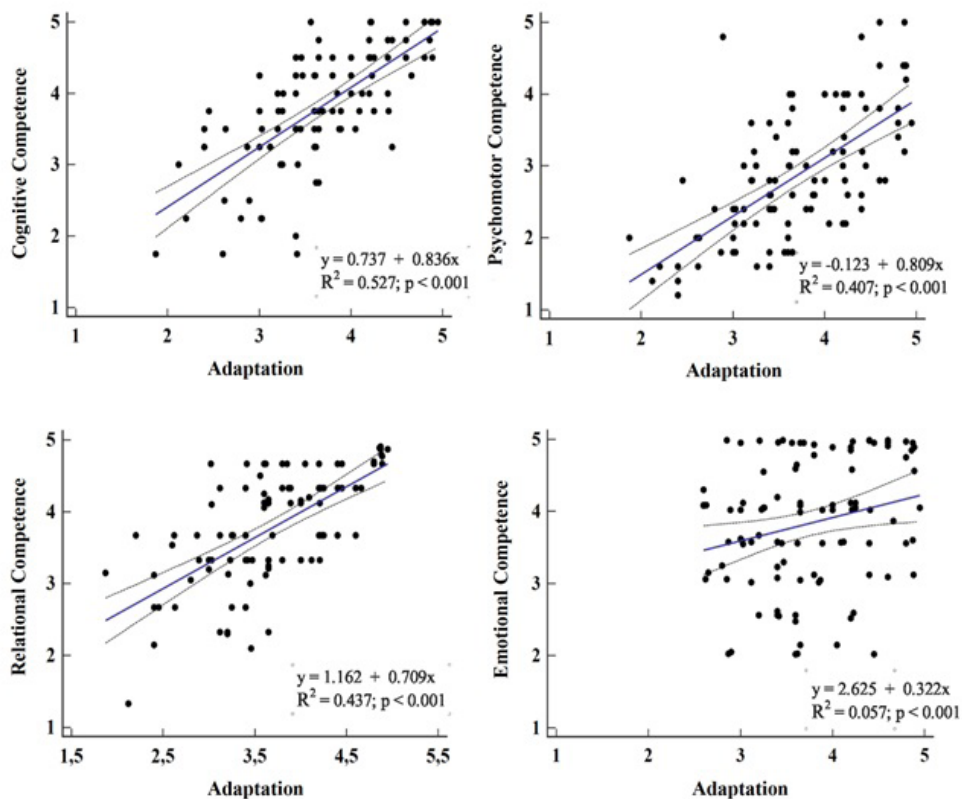 Cognitive Competence
5
4
3
2
1
1 2 3 4 5
Adaptation
y = 0.737 + 0.836x
R² = 0.527; p < 0.001
Psychomotor Competence
5
4
3
2
1
1 2 3 4 5
Adaptation
y = -0.123 + 0.809x
R² = 0.407; p < 0.001
Relational Competence
5
4
3
2
1
1,5 2,5 3,5 4,5 5,5
Adaptation
y = 1.162 + 0.709x
R² = 0.437; p < 0.001
Emotional Competence
5
4
3
2
1
1 2 3 4 5
Adaptation
y = 2.625 + 0.322x
R² = 0.057; p < 0.001